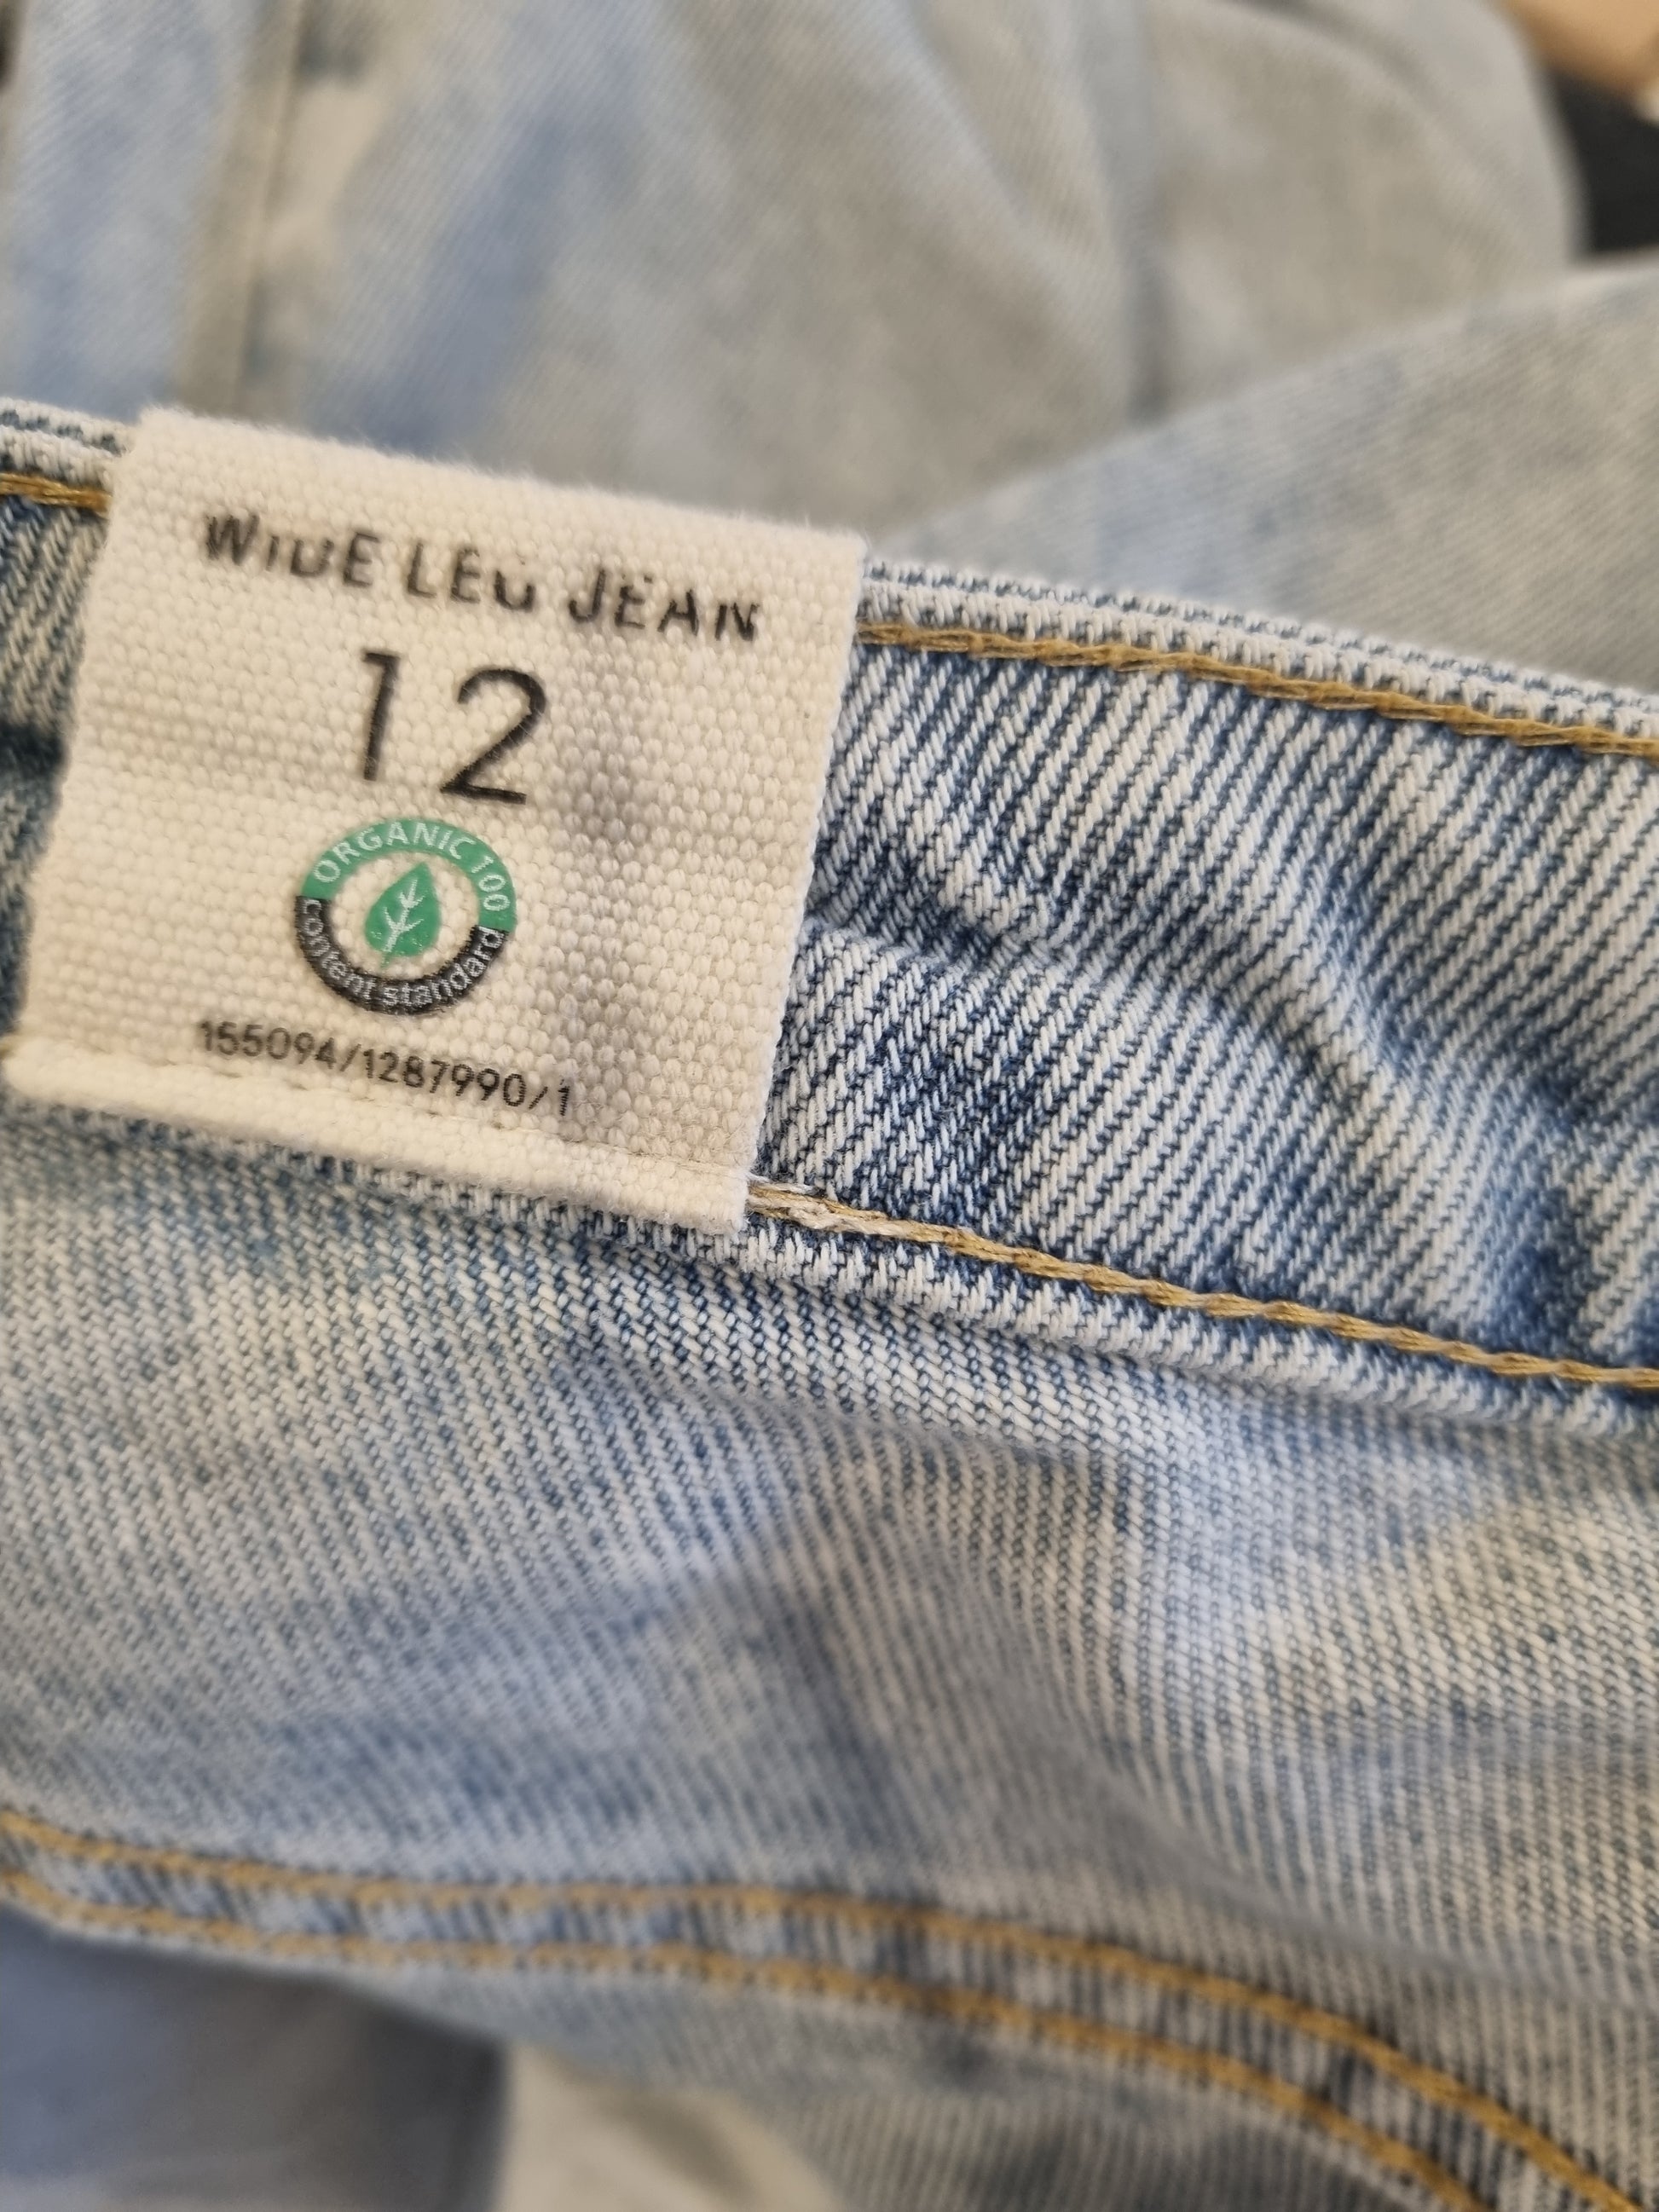 WIDE LEG JEAN
12
ORGANIC 100
content standard
155094/1287990/1